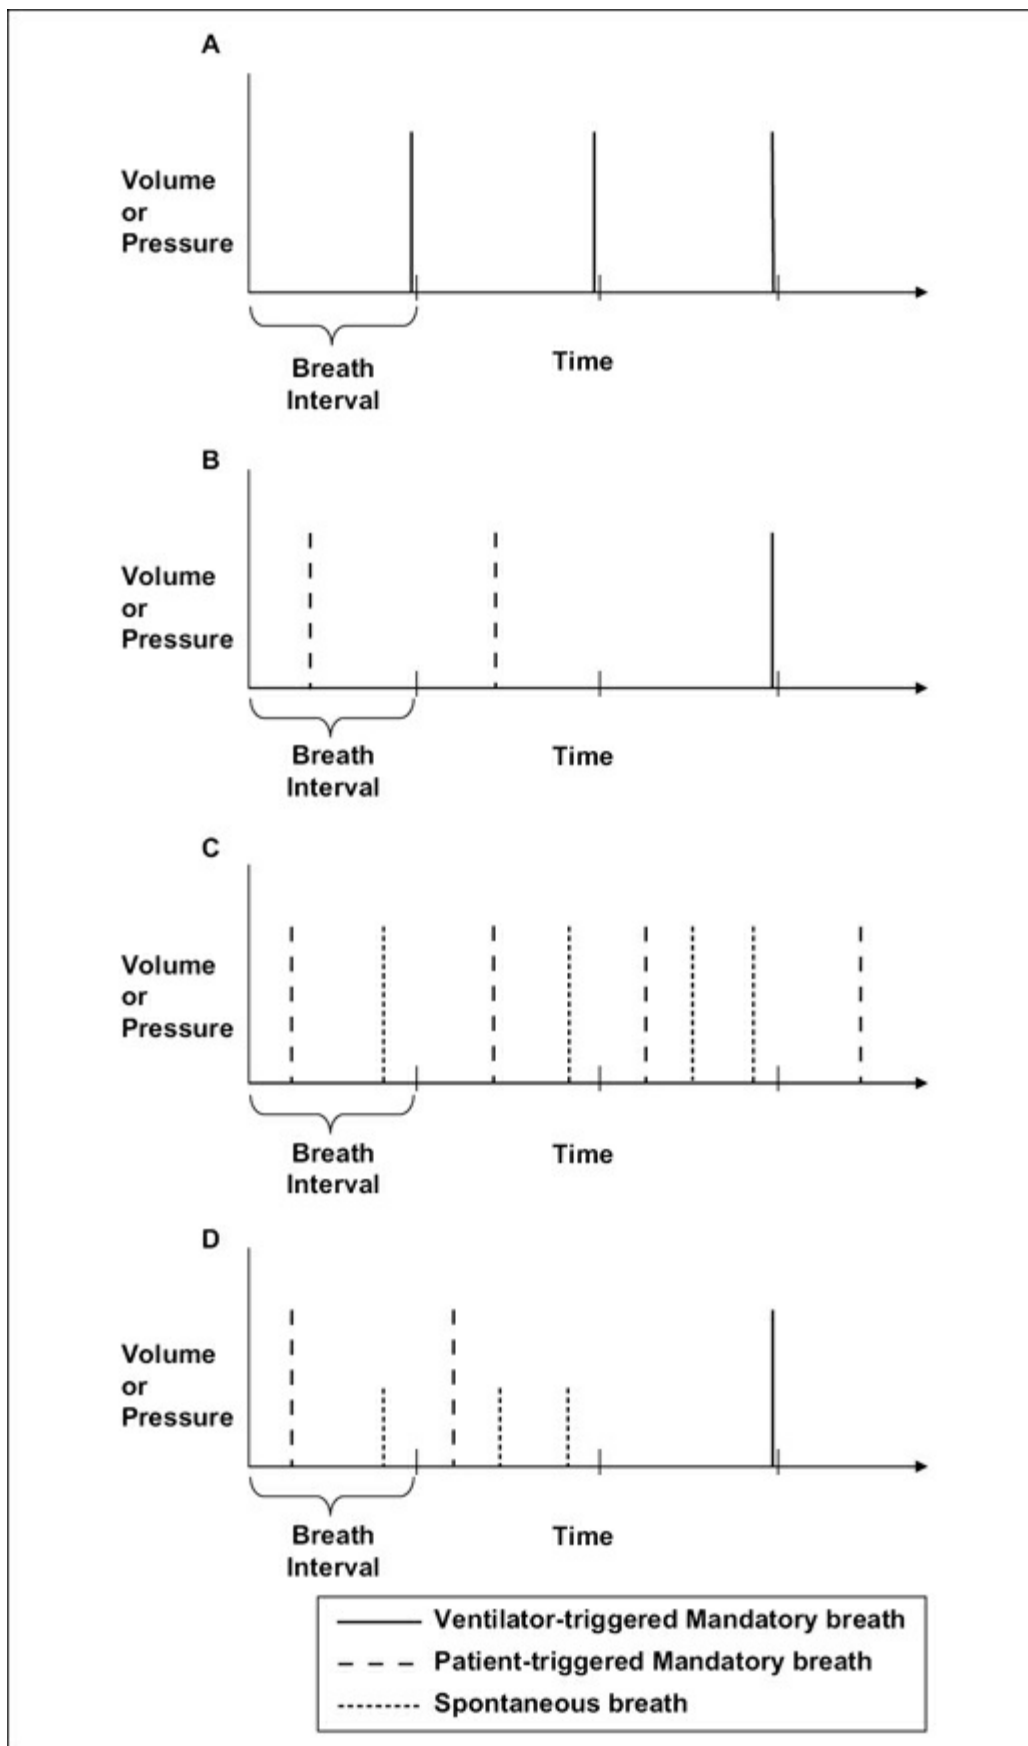 A
Volume
or
Pressure
Breath
Interval
Time
B
Volume
or
Pressure
Breath
Interval
Time
C
Volume
or
Pressure
Breath
Interval
Time
D
Volume
or
Pressure
Breath
Interval
Time
Ventilator-triggered Mandatory breath
Patient-triggered Mandatory breath
Spontaneous breath